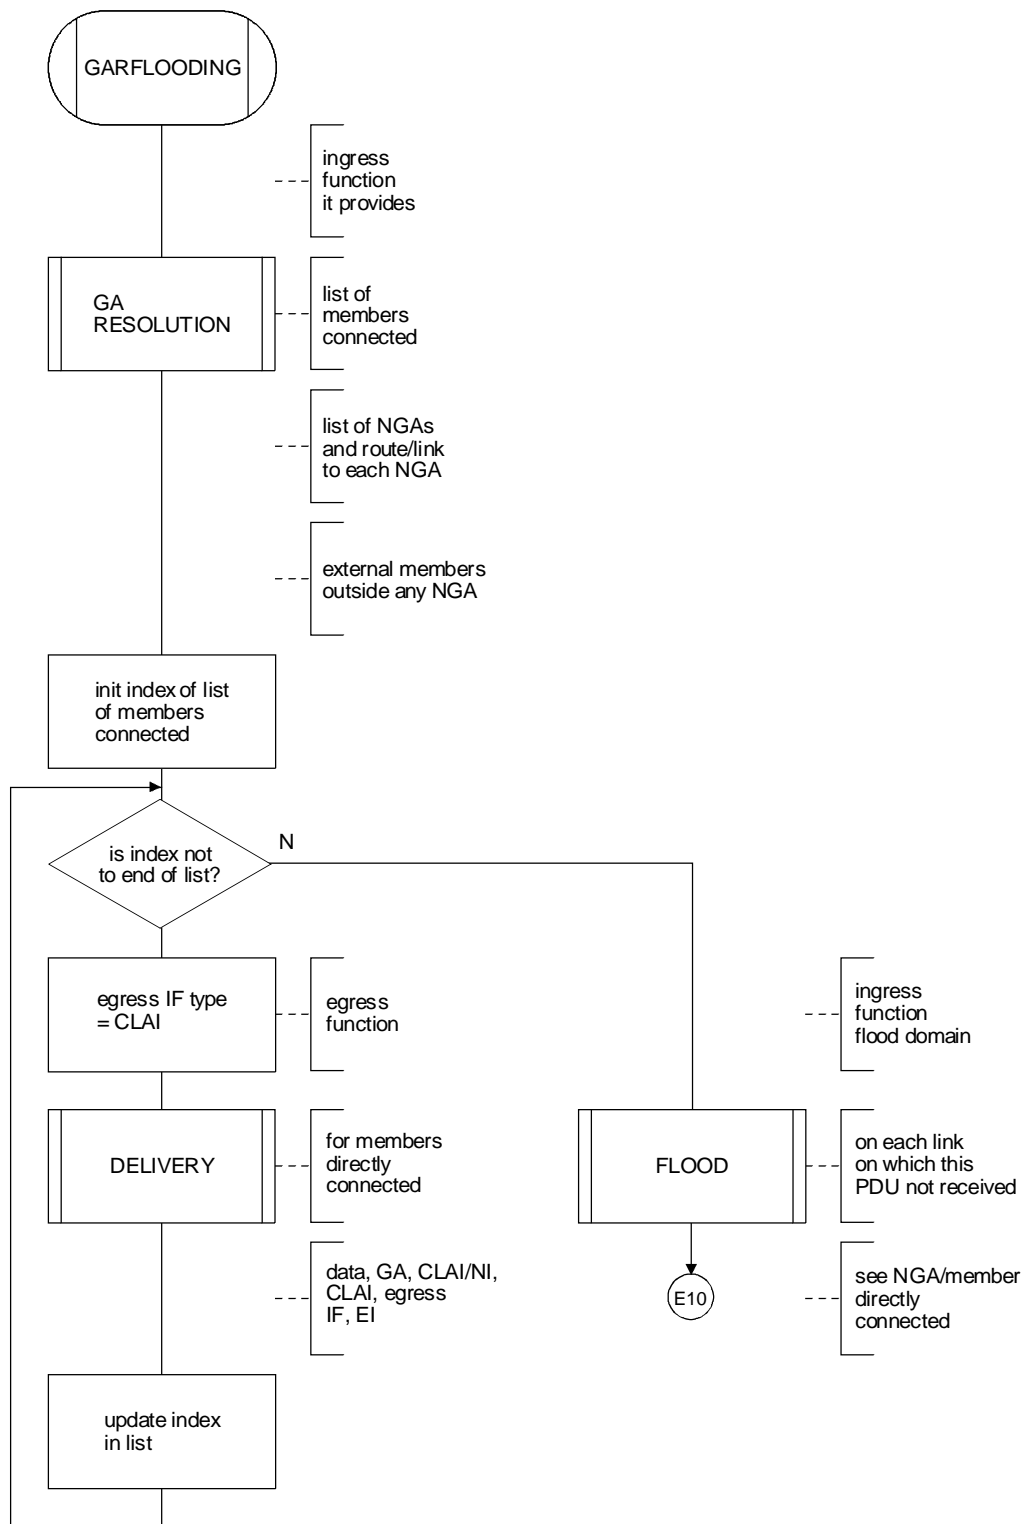 GARFLOODING
ingress
function
it provides
GA
RESOLUTION
list of
members
connected
list of NGAs
and route/link
to each NGA
external members
outside any NGA
init index of list
of members
connected
is index not
to end of list?
N
egress IF type
= CLAI
egress
function
ingress
function
flood domain
DELIVERY
for members
directly
connected
FLOOD
on each link
on which this
PDU not received
data, GA, CLAI/NI,
CLAI, egress
IF, EI
E10
see NGA/member
directly
connected
update index
in list